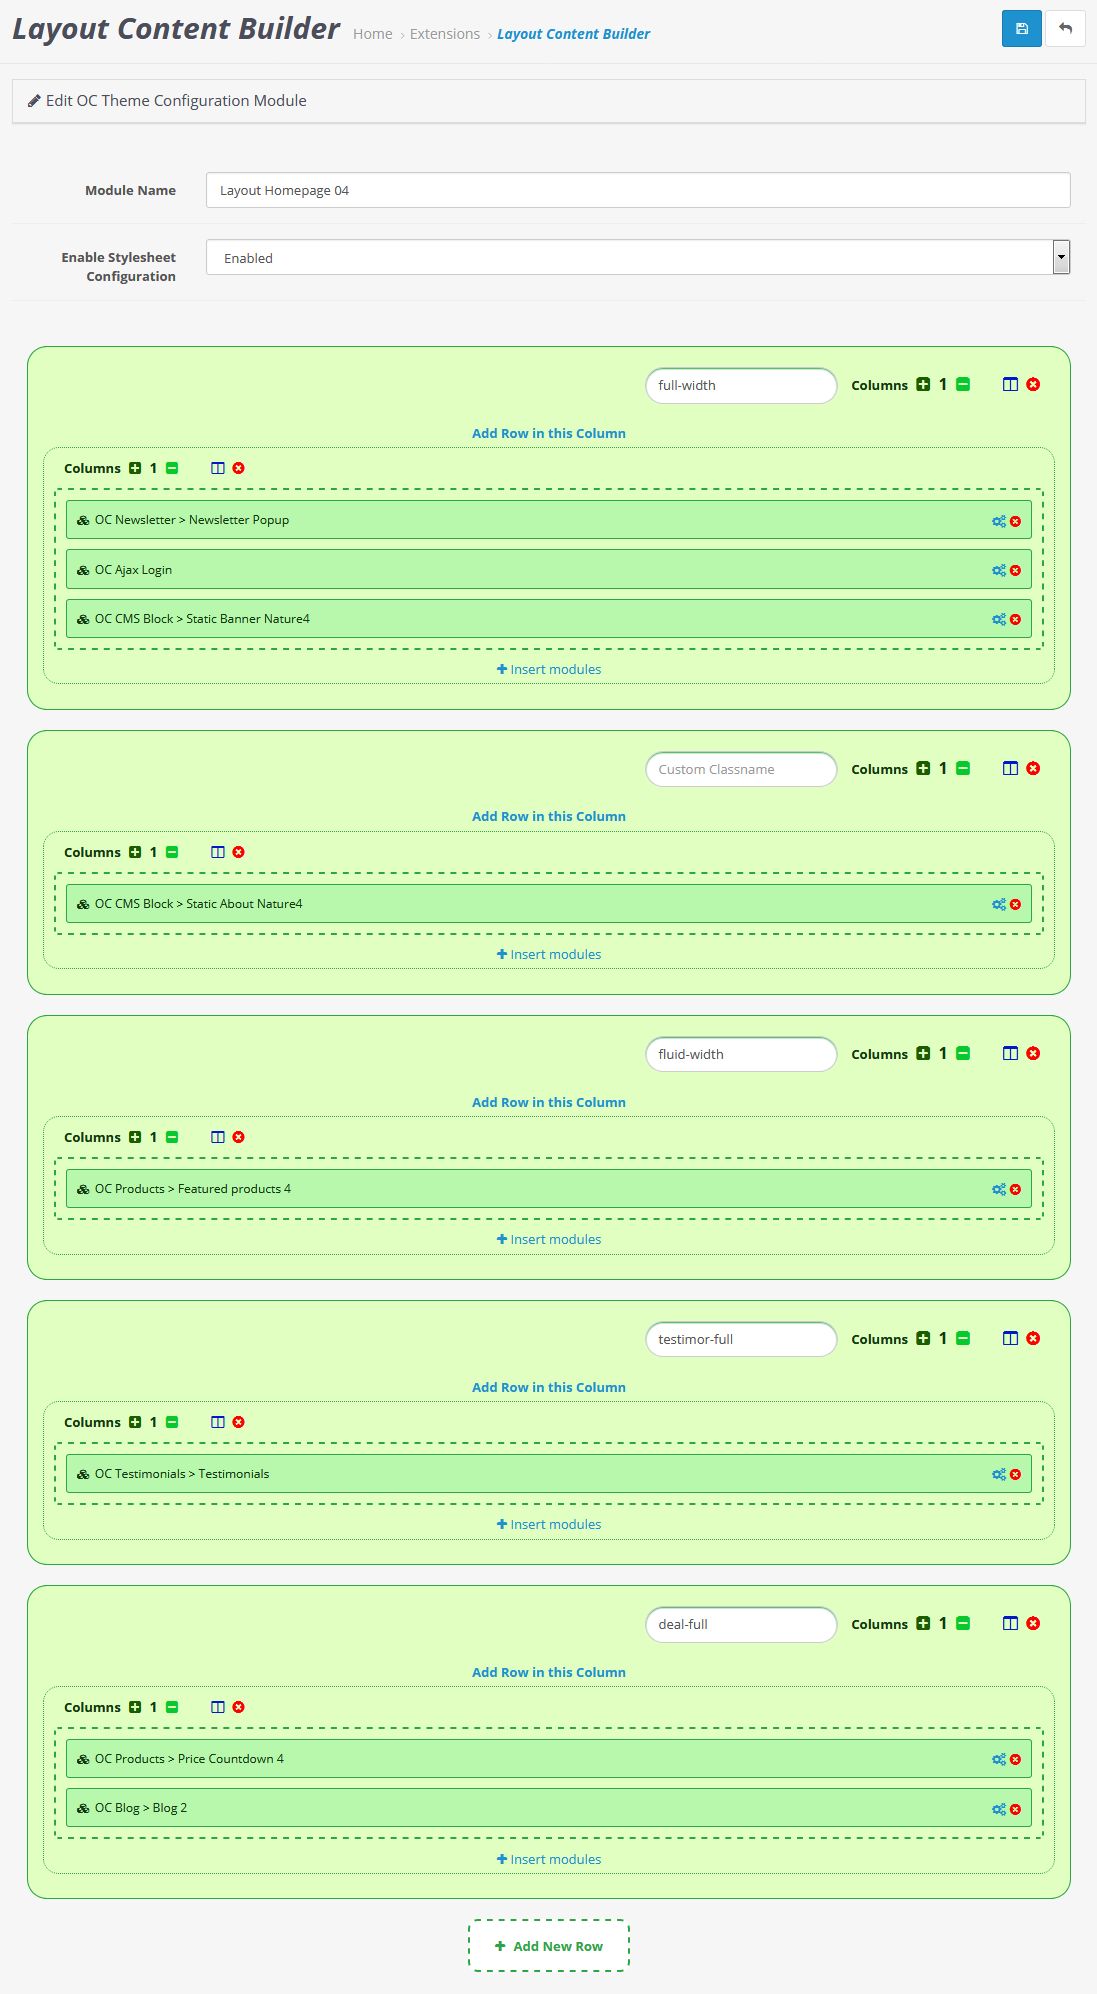 Layout Content Builder Home › Extensions › Layout Content Builder
Edit OC Theme Configuration Module
Module Name Layout Homepage 04
Enable Stylesheet Configuration Enabled
full-width Columns 1
Add Row in this Column
Columns 1
OC Newsletter > Newsletter Popup
OC Ajax Login
OC CMS Block > Static Banner Nature4
Insert modules
Custom Classname Columns 1
Add Row in this Column
Columns 1
OC CMS Block > Static About Nature4
Insert modules
fluid-width Columns 1
Add Row in this Column
Columns 1
OC Products > Featured products 4
Insert modules
testimor-full Columns 1
Add Row in this Column
Columns 1
OC Testimonials > Testimonials
Insert modules
deal-full Columns 1
Add Row in this Column
Columns 1
OC Products > Price Countdown 4
OC Blog > Blog 2
Insert modules
Add New Row